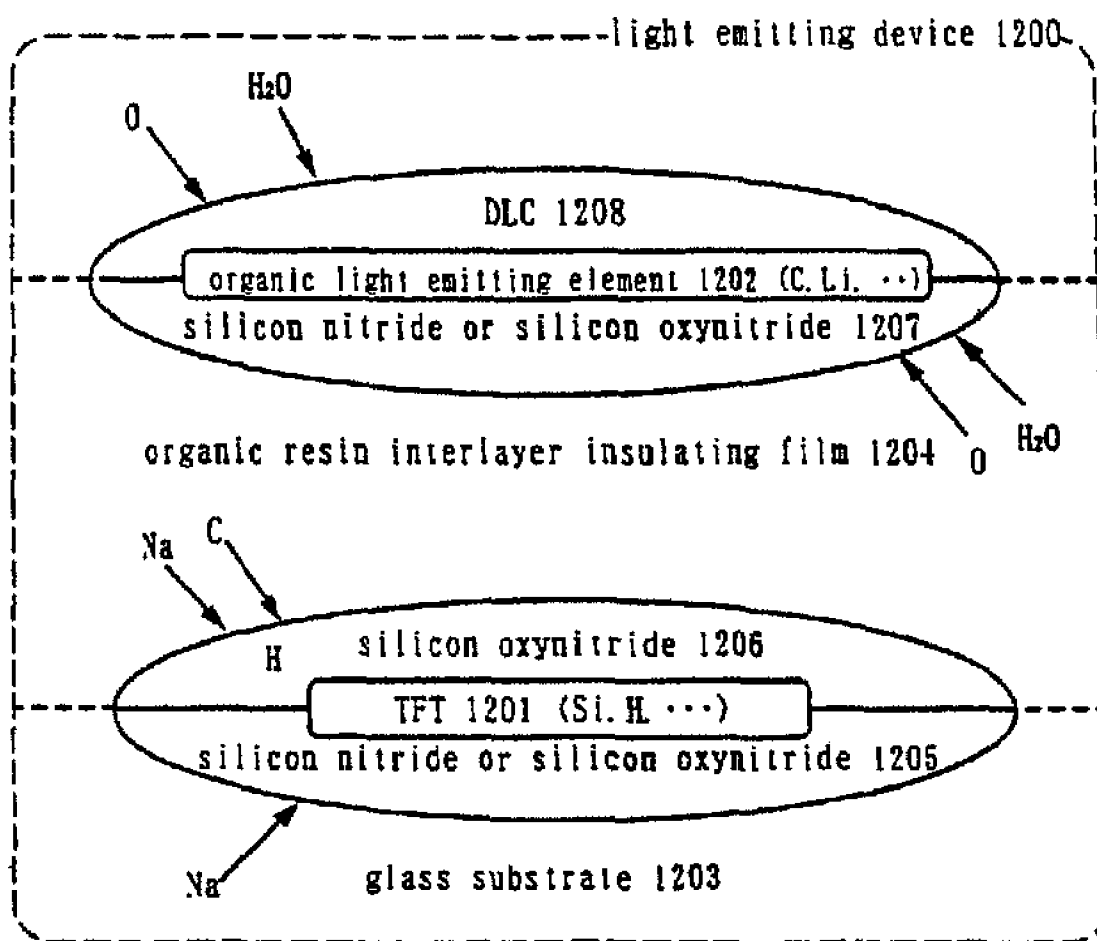 light emitting device 1200
H₂O
O
DLC 1208
organic light emitting element 1202 (C. Li. ··)
silicon nitride or silicon oxynitride 1207
H₂O
organic resin interlayer insulating film 1204
O
Na
C
H
silicon oxynitride 1206
TFT 1201 (Si. H. ···)
silicon nitride or silicon oxynitride 1205
Na
glass substrate 1203